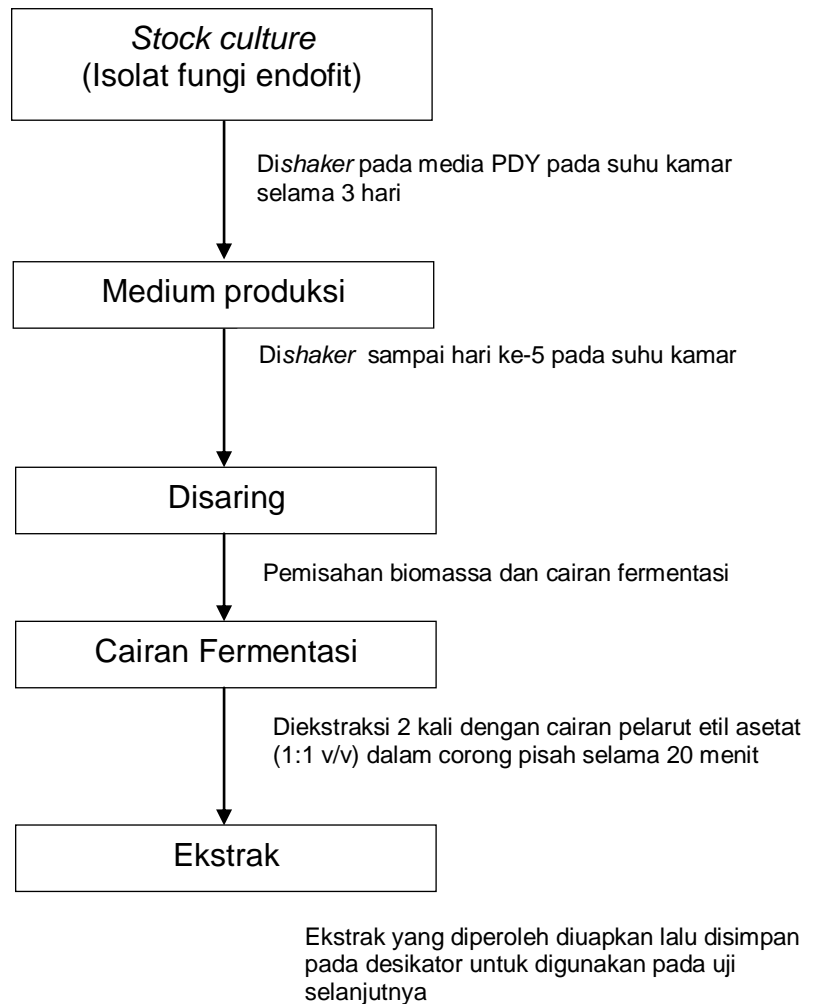 Stock culture
(Isolat fungi endofit)
Dishaker pada media PDY pada suhu kamar
selama 3 hari
Medium produksi
Dishaker sampai hari ke-5 pada suhu kamar
Disaring
Pemisahan biomassa dan cairan fermentasi
Cairan Fermentasi
Diekstraksi 2 kali dengan cairan pelarut etil asetat
(1:1 v/v) dalam corong pisah selama 20 menit
Ekstrak
Ekstrak yang diperoleh diuapkan lalu disimpan
pada desikator untuk digunakan pada uji
selanjutnya